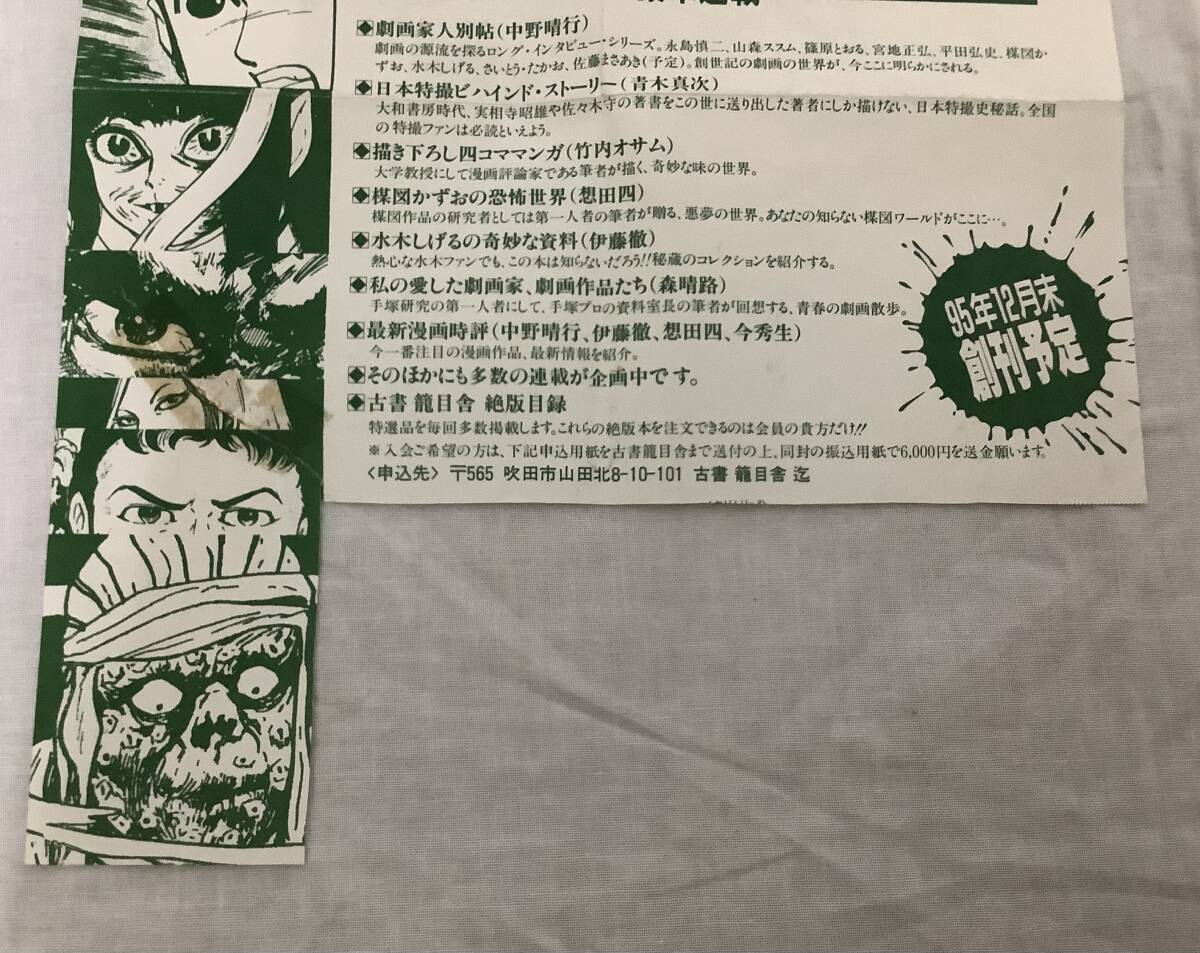 ◆劇画家人別帖(中野晴行)
劇画の源流を探るロング・インタビュー・シリーズ。永島慎二、山森ススム、篠原とおる、宮地正弘、平田弘史、楳図か
ずお、水木しげる、さいとう・たかお、佐藤まさあき(予定)。創世記の劇画の世界が、今ここに明らかにされる。
◆日本特撮ビハインド・ストーリー(青木真次)
大和書房時代、実相寺昭雄や佐々木守の著書をこの世に送り出した著者にしか描けない、日本特撮史秘話。全国
の特撮ファンは必読といえよう。
◆描き下ろし四コママンガ(竹内オサム)
大学教授にして漫画評論家である筆者が描く、奇妙な味の世界。
◆楳図かずおの恐怖世界(想田四)
楳図作品の研究者としては第一人者の筆者が贈る、悪夢の世界。あなたの知らない楳図ワールドがここに…。
◆水木しげるの奇妙な資料(伊藤徹)
熱心な水木ファンでも、この本は知らないだろう!!秘蔵のコレクションを紹介する。
◆私の愛した劇画家、劇画作品たち(森晴路)
手塚研究の第一人者にして、手塚プロの資料室長の筆者が回想する、青春の劇画散歩。
◆最新漫画時評(中野晴行、伊藤徹、想田四、今秀生)
今一番注目の漫画作品、最新情報を紹介。
◆そのほかにも多数の連載が企画中です。
◆古書 籠目舎 絶版目録
特選品を毎回多数掲載します。これらの絶版本を注文できるのは会員の貴方だけ!!
※入会ご希望の方は、下記申込用紙を古書籠目舎まで送付の上、同封の振込用紙で6,000円を送金願います。
〈申込先〉〒565 吹田市山田北8-10-101 古書 籠目舎 迄
95年12月末
創刊予定